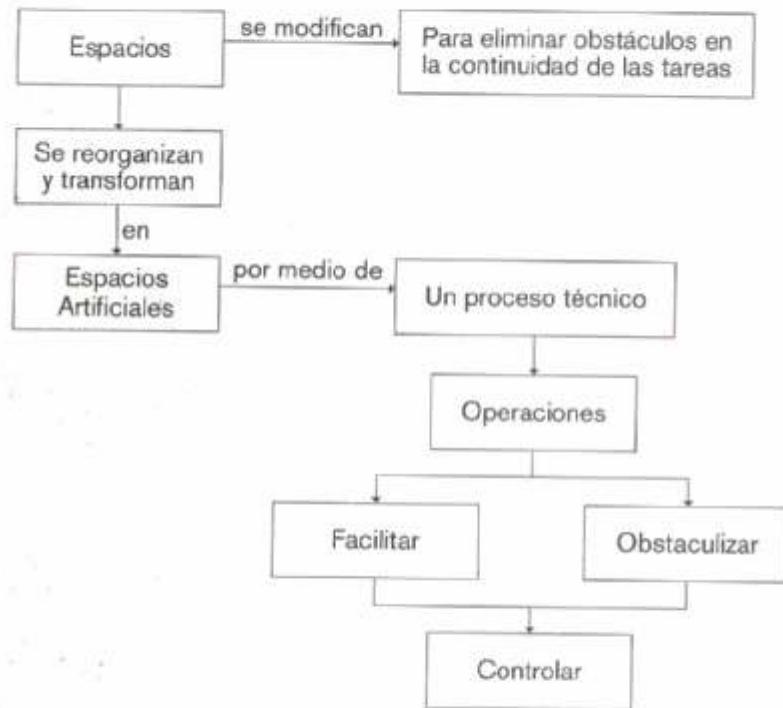 Espacios
se modifican
Para eliminar obstáculos en
la continuidad de las tareas
Se reorganizan
y transforman
en
Espacios
Artificiales
por medio de
Un proceso técnico
Operaciones
Facilitar
Obstaculizar
Controlar